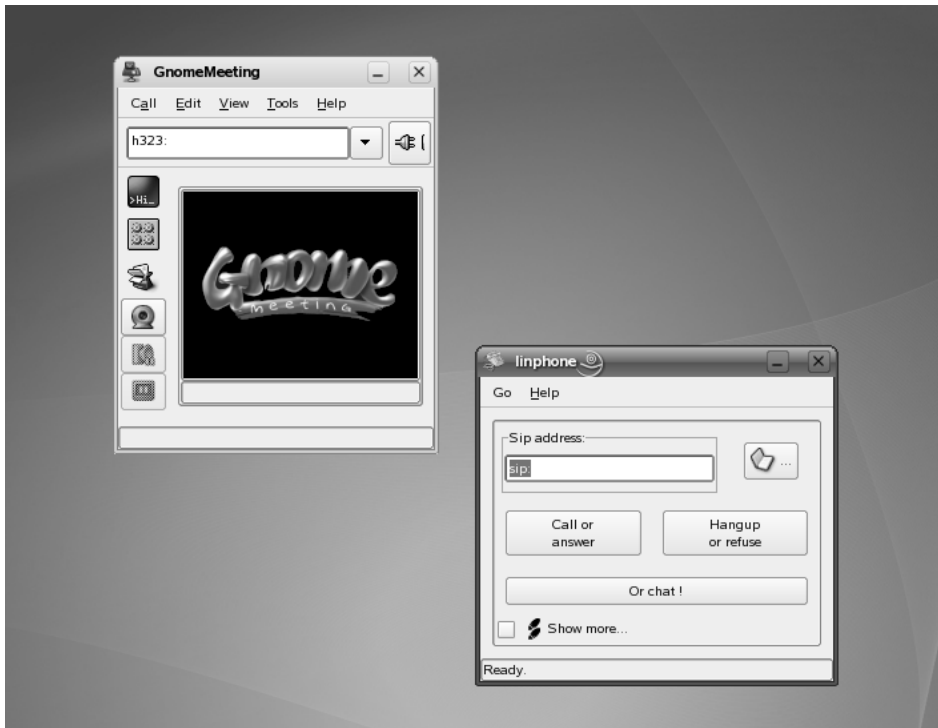 GnomeMeeting
Call Edit View Tools Help
h323:
>Hi_
Gnome
meeting
linphone
Go Help
Sip address:
sip:
...
Call or
answer
Hangup
or refuse
Or chat !
Show more...
Ready.